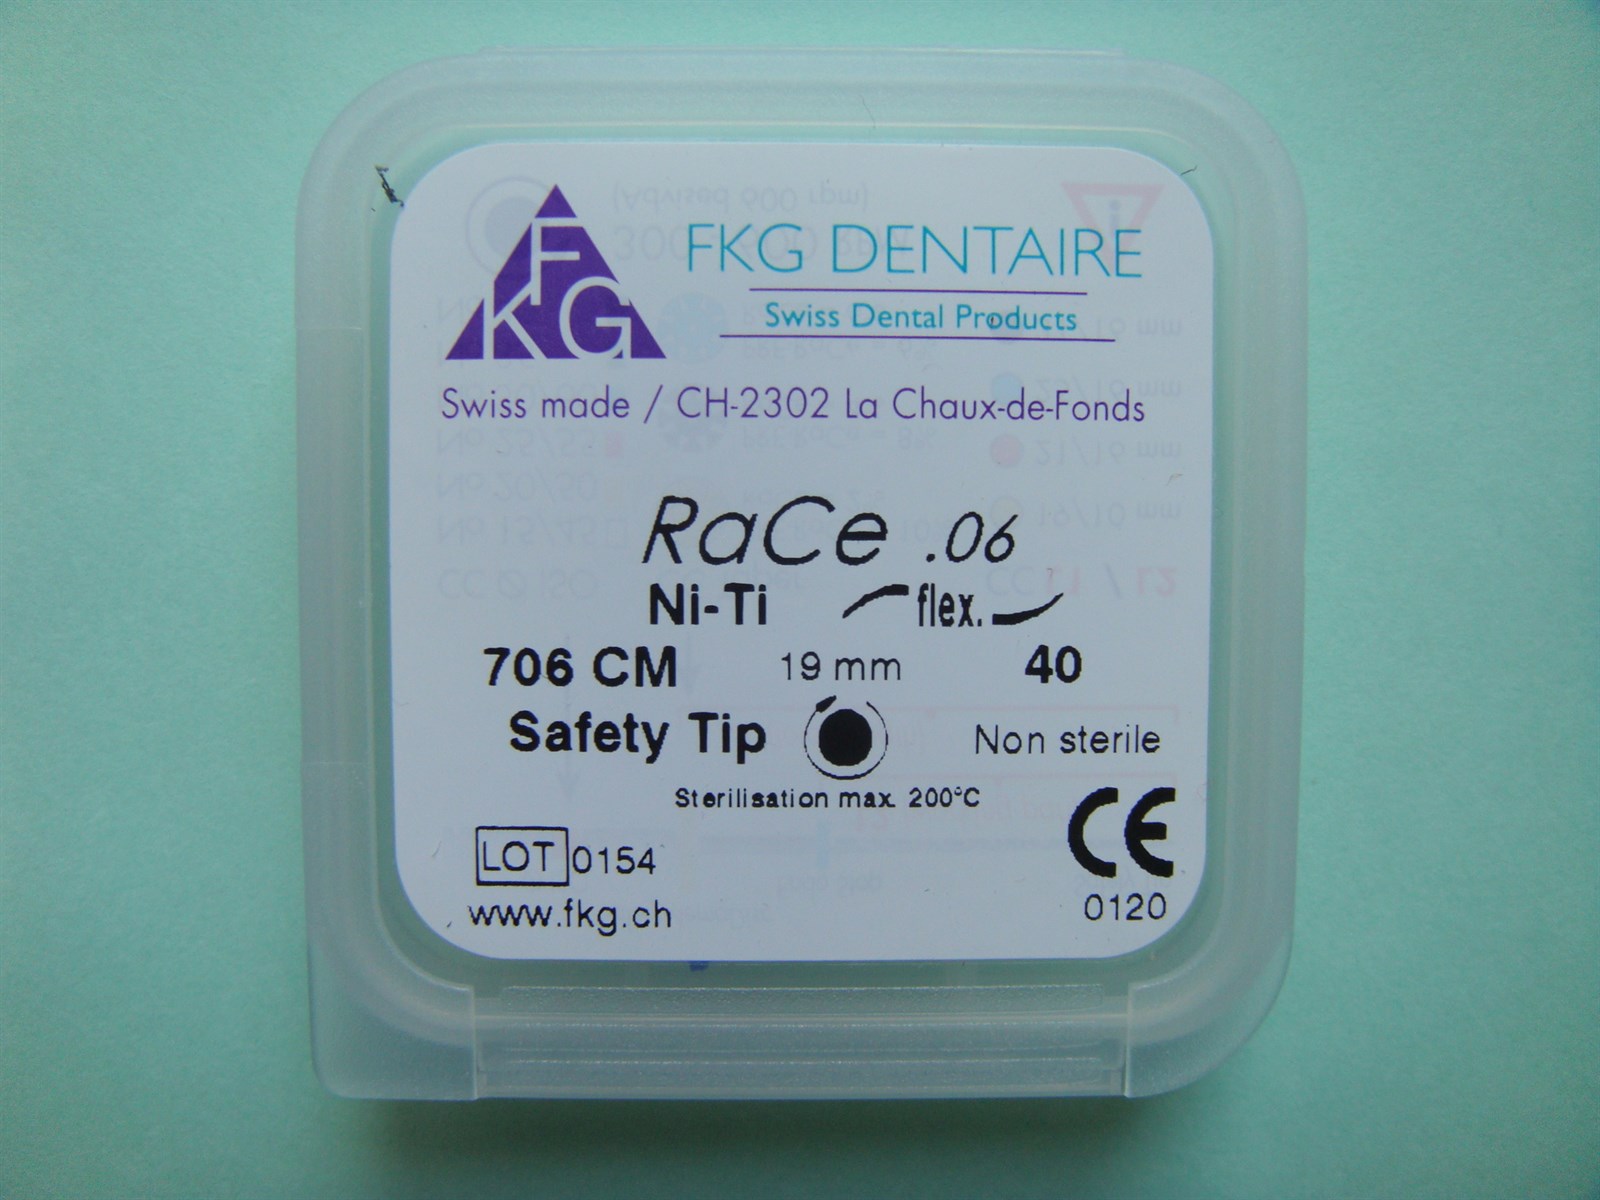 FKG
FKG DENTAIRE
Swiss Dental Products
Swiss made / CH-2302 La Chaux-de-Fonds
RaCe .06
Ni-Ti flex.
706 CM 19 mm 40
Safety Tip Non sterile
Sterilisation max. 200°C
LOT 0154
CE
www.fkg.ch
0120